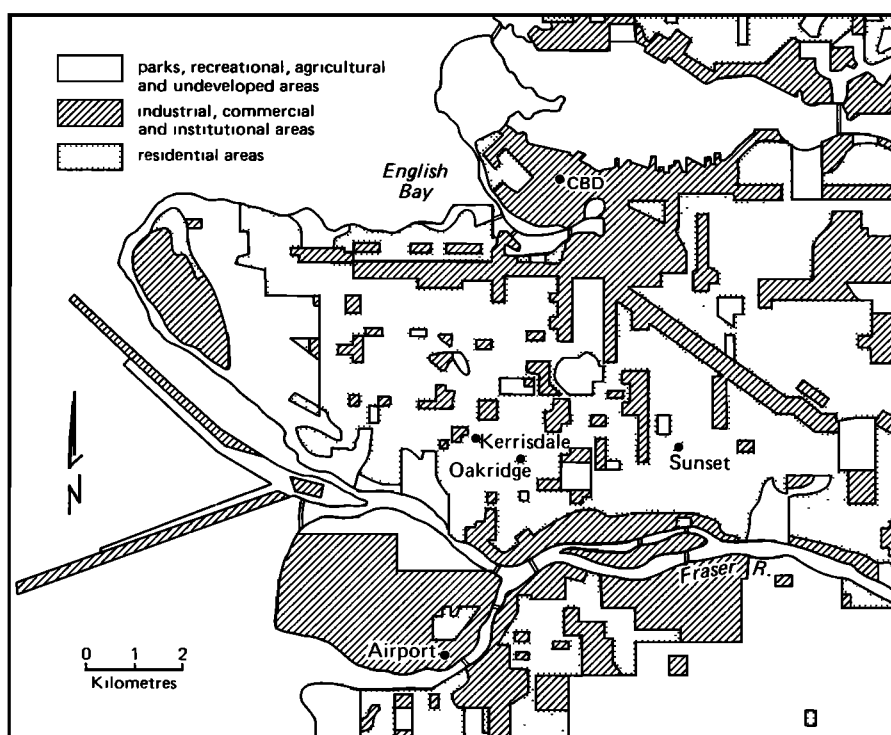 parks, recreational, agricultural
and undeveloped areas
industrial, commercial
and institutional areas
residential areas
English
Bay
CBD
Kerrisdale
Oakridge
Sunset
N
Fraser R.
Airport
0 1 2
Kilometres